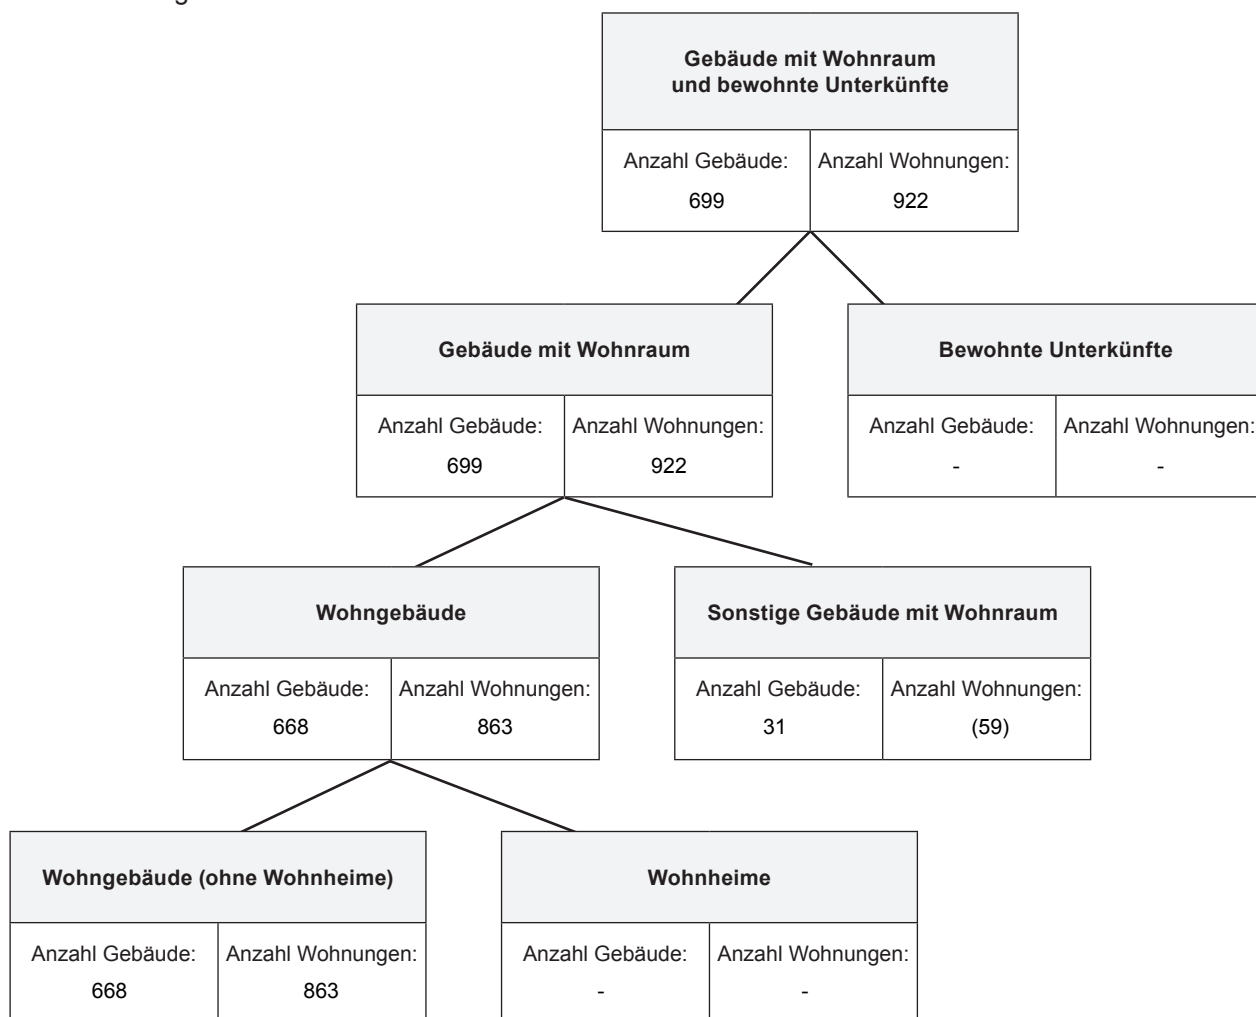 Gebäude mit Wohnraum
und bewohnte Unterkünfte
Anzahl Gebäude: Anzahl Wohnungen:
699 922
Gebäude mit Wohnraum
Bewohnte Unterkünfte
Anzahl Gebäude: Anzahl Wohnungen:
699 922
Anzahl Gebäude: Anzahl Wohnungen:
- -
Wohngebäude
Sonstige Gebäude mit Wohnraum
Anzahl Gebäude: Anzahl Wohnungen:
668 863
Anzahl Gebäude: Anzahl Wohnungen:
31 (59)
Wohngebäude (ohne Wohnheime)
Wohnheime
Anzahl Gebäude: Anzahl Wohnungen:
668 863
Anzahl Gebäude: Anzahl Wohnungen:
- -